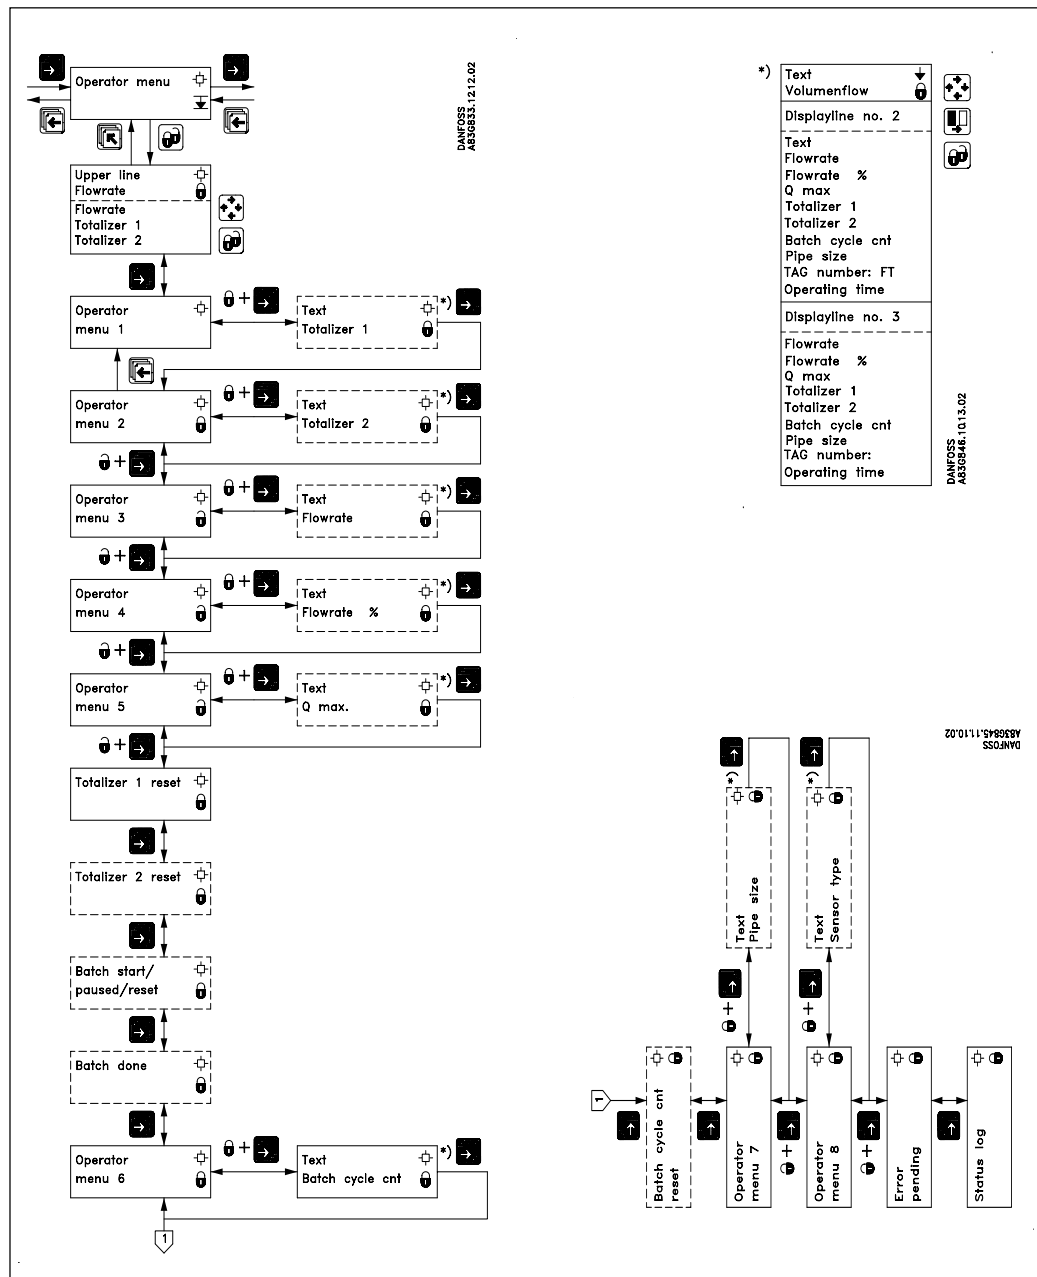 Operator menu
DANFOSS
A83G833.12.12.02
Upper line
Flowrate
Flowrate
Totalizer 1
Totalizer 2
Operator
menu 1
+
Text
Totalizer 1
*)
Operator
menu 2
+
Text
Totalizer 2
*)
+
Operator
menu 3
+
Text
Flowrate
*)
+
Operator
menu 4
+
Text
Flowrate %
*)
+
Operator
menu 5
+
Text
Q max.
*)
+
Totalizer 1 reset
Totalizer 2 reset
Batch start/
paused/reset
Batch done
Operator
menu 6
+
Text
Batch cycle cnt
*)
1
*)
Text
Volumenflow
Displayline no. 2
Text
Flowrate
Flowrate %
Q max
Totalizer 1
Totalizer 2
Batch cycle cnt
Pipe size
TAG number: FT
Operating time
Displayline no. 3
Flowrate
Flowrate %
Q max
Totalizer 1
Totalizer 2
Batch cycle cnt
Pipe size
TAG number:
Operating time
DANFOSS
A83G846.10.13.02
DANFOSS
A83G845.11.10.02
1
Batch cycle cnt
reset
Operator
menu 7
+
Text
Pipe size
*)
+
Operator
menu 8
+
Text
Sensor type
*)
+
Error
pending
Status log